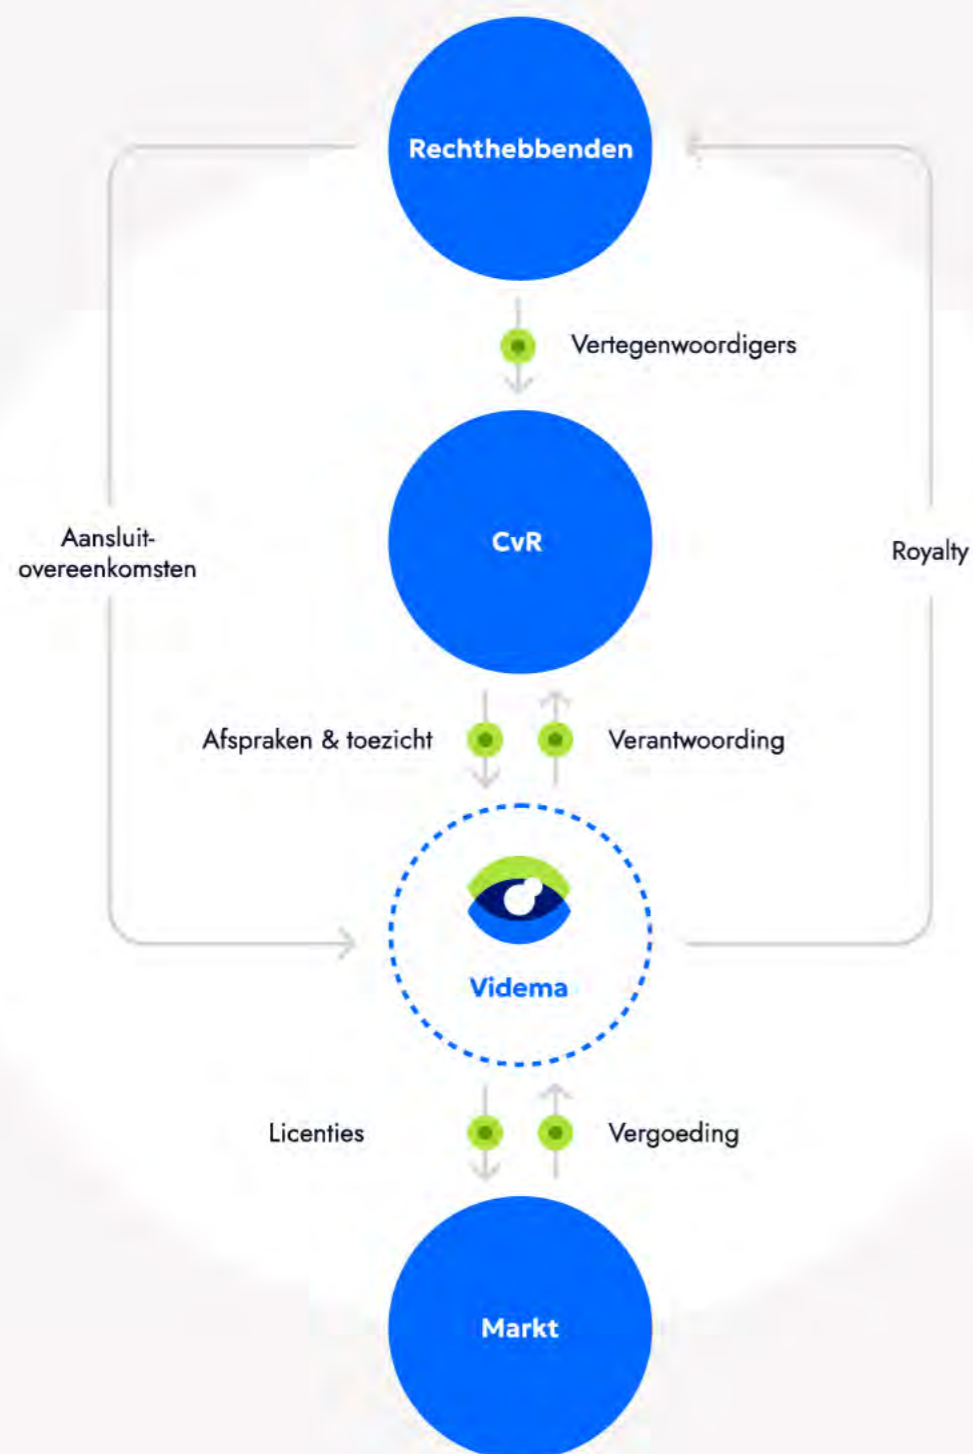 Rechthebbenden
Vertegenwoordigers
CvR
Aansluit-
overeenkomsten
Royalty
Afspraken & toezicht
Verantwoording
Videma
Licenties
Vergoeding
Markt